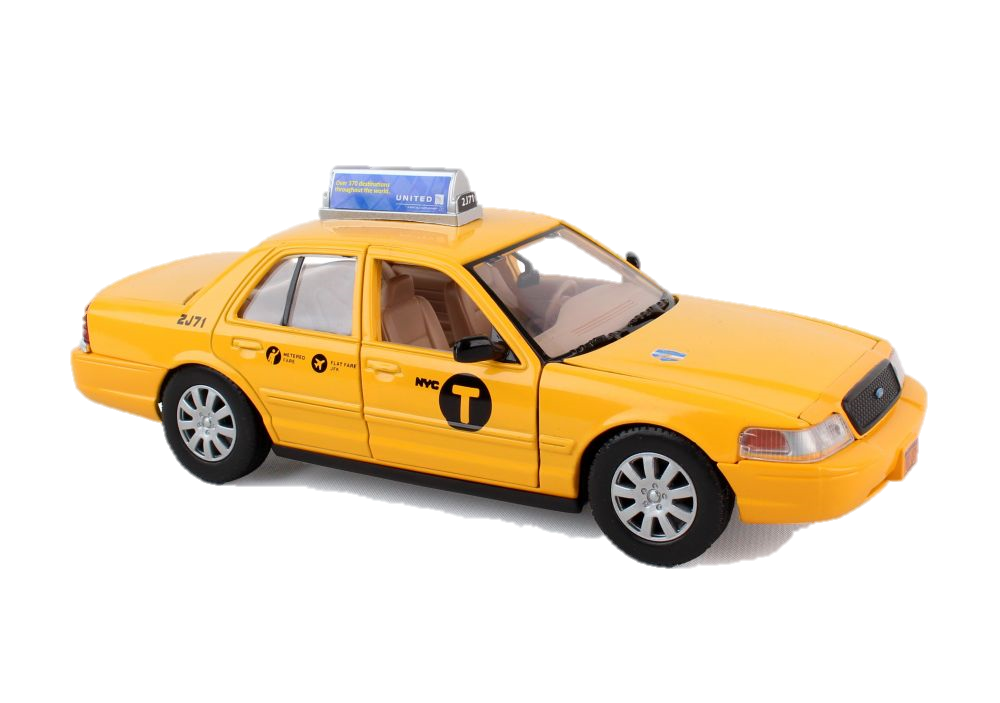 Over 370 destinations
throughout the world.
UNITED
2J71
2J71
METERED
FARE
FLAT FARE
JFK
NYC
T